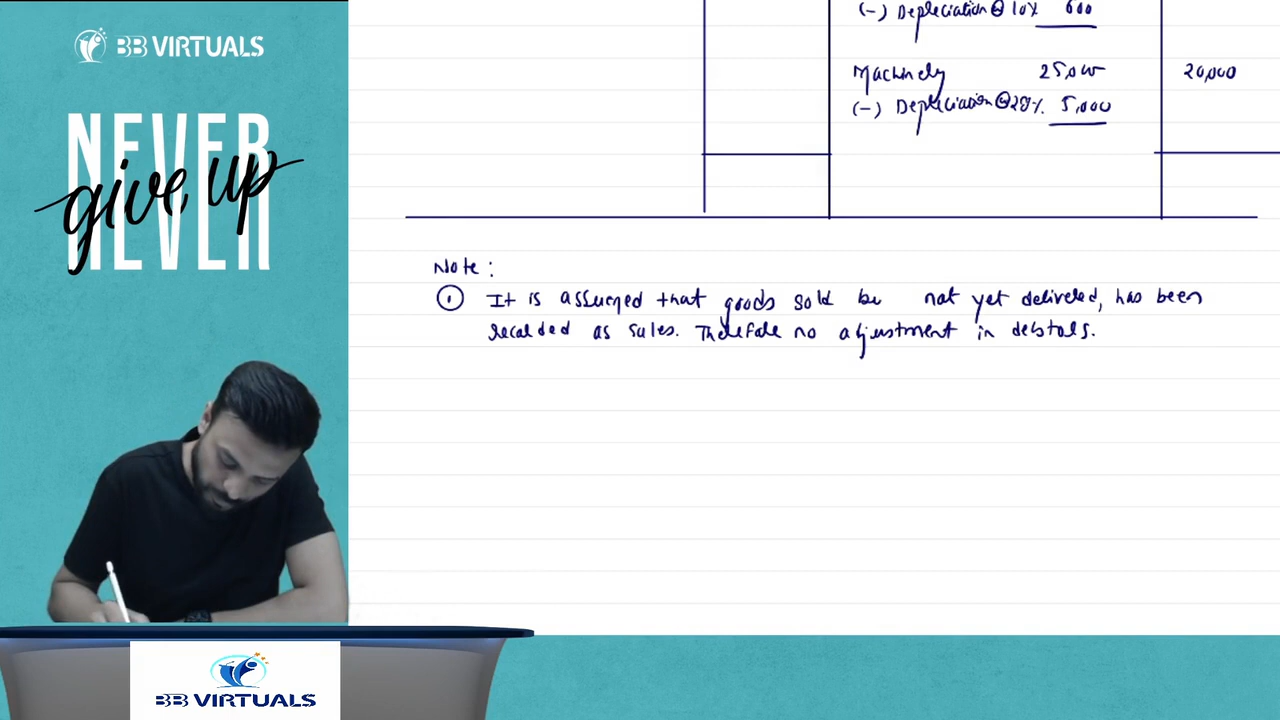 BB VIRTUALS
NEVER
give up
NEVER
(-) Depreciation @ 10% 600
Machinery 25,000 20,000
(-) Depreciation @ 20% 5,000
Note :
① It is assumed that goods sold but not yet delivered, has been
recorded as sales. Therefore no adjustment in debtors.
BB VIRTUALS